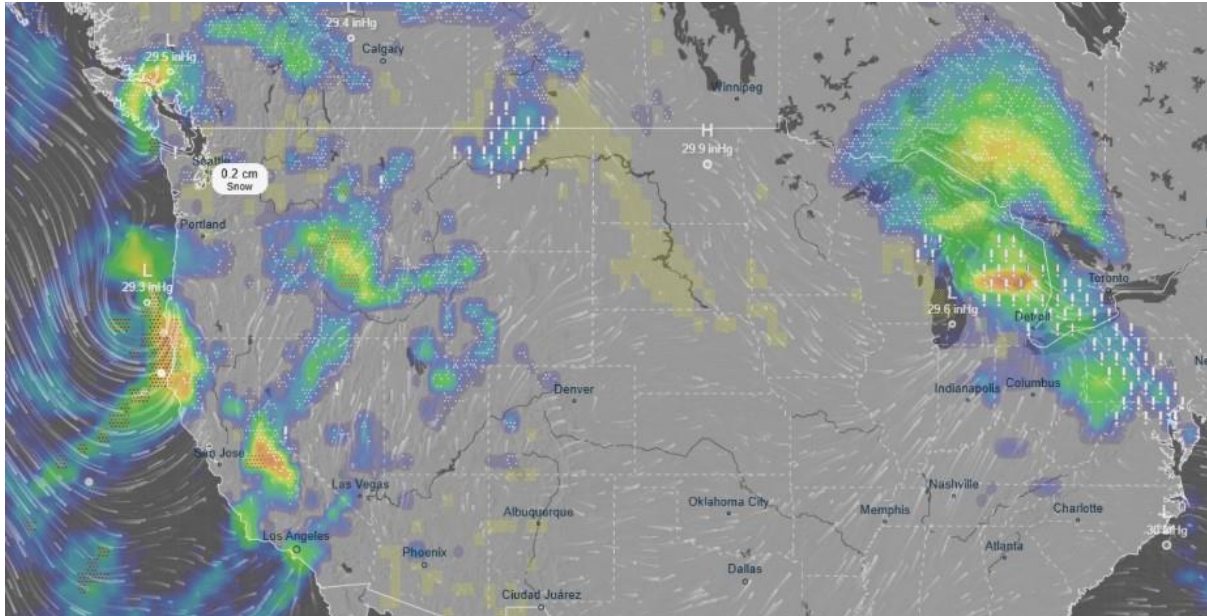 L
29.4 inHg
Calgary
L
29.5 inHg
Winnipeg
H
29.9 inHg
Seattle
0.2 cm
Snow
Portland
L
29.3 inHg
Toronto
L
29.6 inHg
Detroit
Denver
Indianapolis
Columbus
San Jose
Las Vegas
Nashville
Oklahoma City
Memphis
Charlotte
Albuquerque
Los Angeles
L
Phoenix
Atlanta
Dallas
Ciudad Juárez